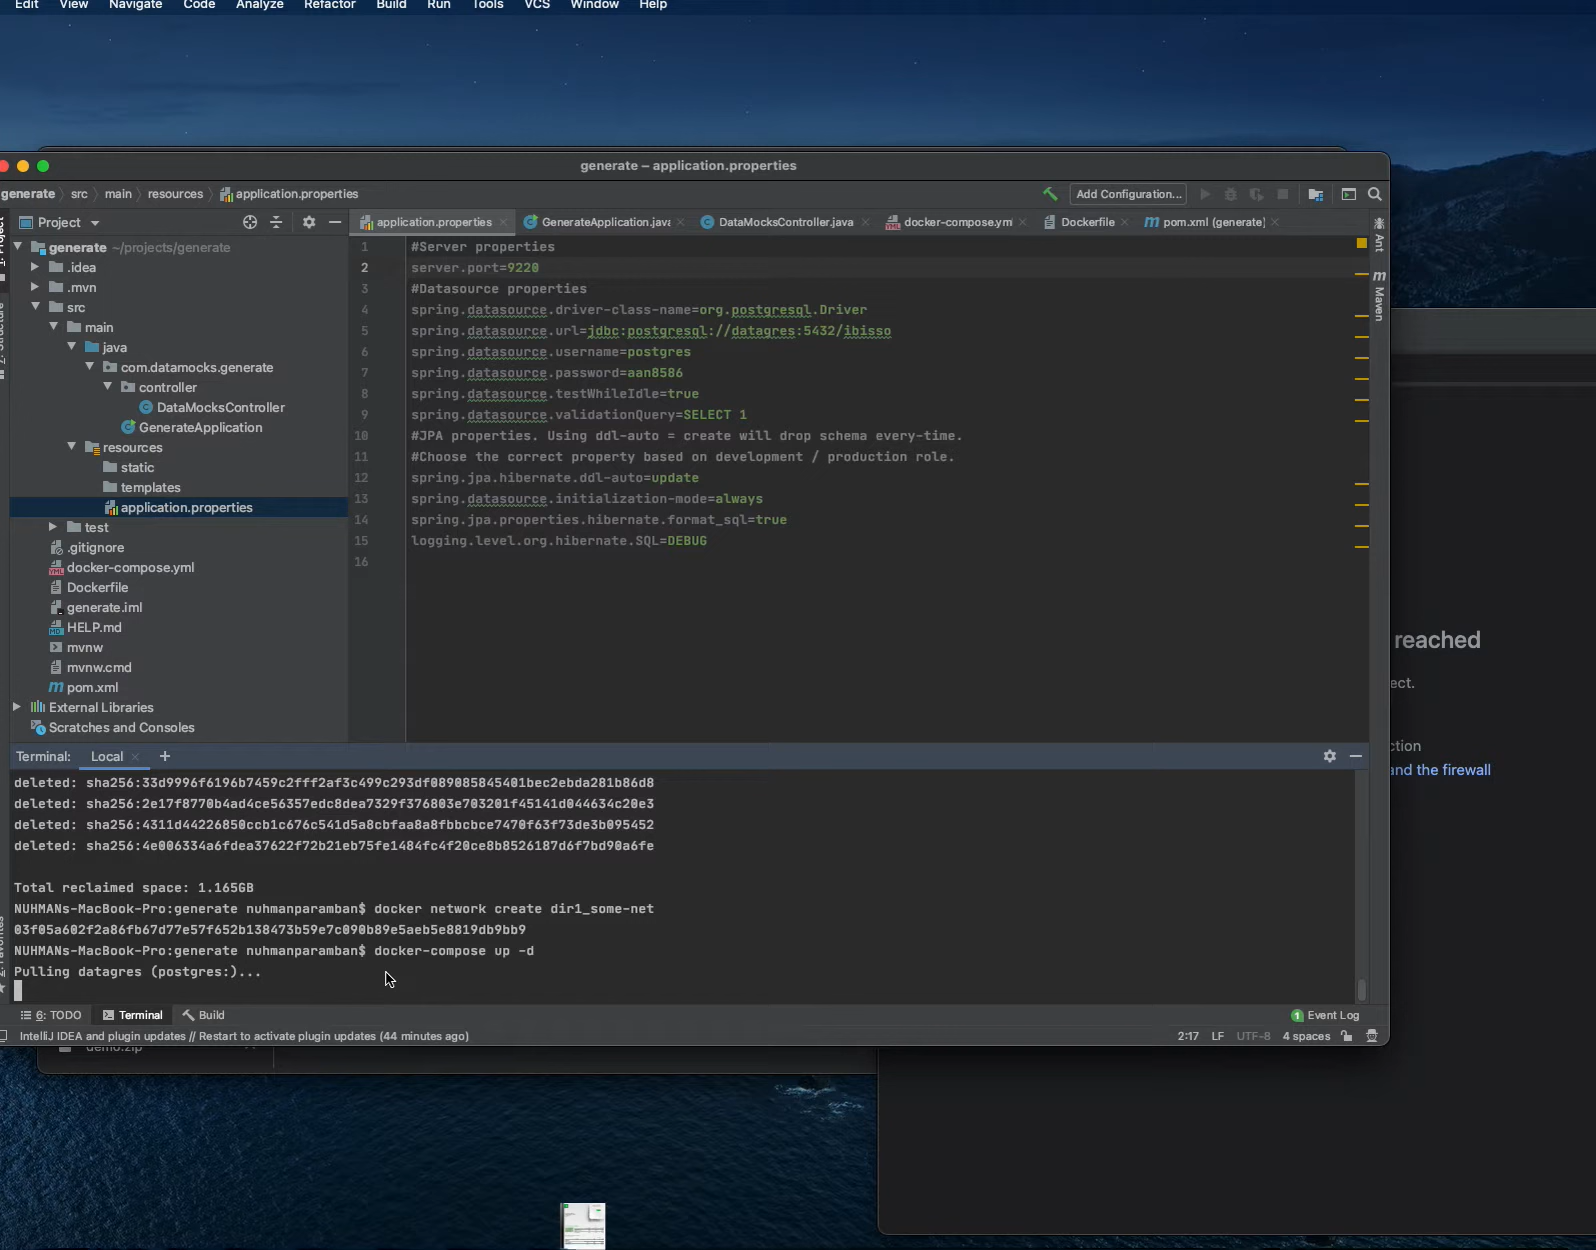 Edit View Navigate Code Analyze Refactor Build Run Tools VCS Window Help
generate – application.properties
generate src main resources application.properties
Add Configuration...
Project
application.properties GenerateApplication.java DataMocksController.java docker-compose.yml Dockerfile pom.xml (generate)
generate ~/projects/generate
.idea
.mvn
src
main
java
com.datamocks.generate
controller
DataMocksController
GenerateApplication
resources
static
templates
application.properties
test
.gitignore
docker-compose.yml
Dockerfile
generate.iml
HELP.md
mvnw
mvnw.cmd
pom.xml
External Libraries
Scratches and Consoles
1 #Server properties
2 server.port=9220
3 #Datasource properties
4 spring.datasource.driver-class-name=org.postgresql.Driver
5 spring.datasource.url=jdbc:postgresql://datagres:5432/ibisso
6 spring.datasource.username=postgres
7 spring.datasource.password=aan8586
8 spring.datasource.testWhileIdle=true
9 spring.datasource.validationQuery=SELECT 1
10 #JPA properties. Using ddl-auto = create will drop schema every-time.
11 #Choose the correct property based on development / production role.
12 spring.jpa.hibernate.ddl-auto=update
13 spring.datasource.initialization-mode=always
14 spring.jpa.properties.hibernate.format_sql=true
15 logging.level.org.hibernate.SQL=DEBUG
16
Ant
Maven
reached
ect.
ction
and the firewall
Terminal: Local +
deleted: sha256:33d9996f6196b7459c2fff2af3c499c293df089085845401bec2ebda281b86d8
deleted: sha256:2e17f8770b4ad4ce56357edc8dea7329f376803e703201f45141d044634c20e3
deleted: sha256:4311d44226850ccb1c676c541d5a8cbfaa8a8fbbcbce7470f63f73de3b095452
deleted: sha256:4e006334a6fdea37622f72b21eb75fe1484fc4f20ce8b8526187d6f7bd90a6fe
Total reclaimed space: 1.165GB
NUHMANs-MacBook-Pro:generate nuhmanparamban$ docker network create dir1_some-net
03f05a602f2a86fb67d77e57f652b138473b59e7c090b89e5aeb5e8819db9bb9
NUHMANs-MacBook-Pro:generate nuhmanparamban$ docker-compose up -d
Pulling datagres (postgres:)...
6: TODO Terminal Build
1 Event Log
IntelliJ IDEA and plugin updates // Restart to activate plugin updates (44 minutes ago)
2:17 LF UTF-8 4 spaces
demo.zip